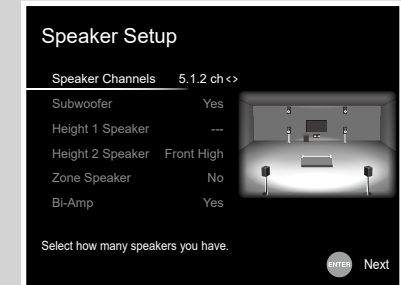 Speaker Setup
Speaker Channels 5.1.2 ch <>
Subwoofer Yes
Height 1 Speaker ---
Height 2 Speaker Front High
Zone Speaker No
Bi-Amp Yes
Select how many speakers you have.
ENTER Next